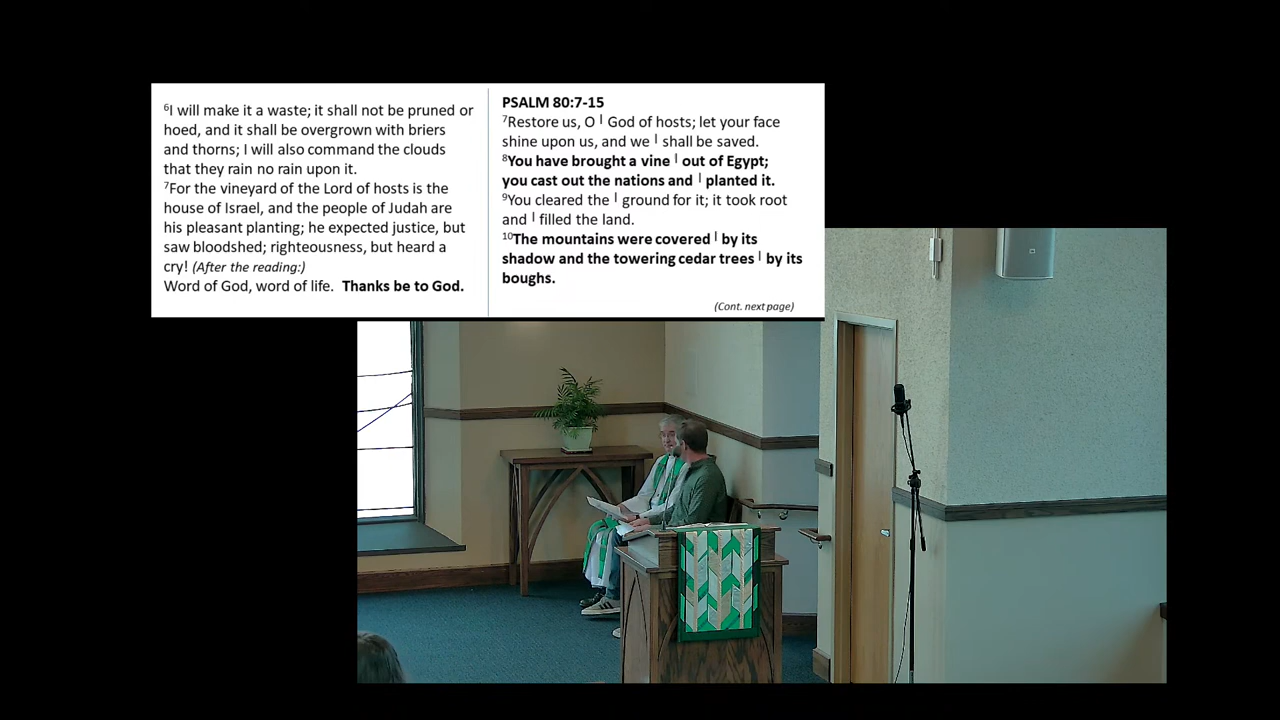 ⁶I will make it a waste; it shall not be pruned or
hoed, and it shall be overgrown with briers
and thorns; I will also command the clouds
that they rain no rain upon it.
⁷For the vineyard of the Lord of hosts is the
house of Israel, and the people of Judah are
his pleasant planting; he expected justice, but
saw bloodshed; righteousness, but heard a
cry! (After the reading:)
Word of God, word of life. Thanks be to God.
PSALM 80:7-15
⁷Restore us, O | God of hosts; let your face
shine upon us, and we | shall be saved.
⁸You have brought a vine | out of Egypt;
you cast out the nations and | planted it.
⁹You cleared the | ground for it; it took root
and | filled the land.
¹⁰The mountains were covered | by its
shadow and the towering cedar trees | by its
boughs.
(Cont. next page)